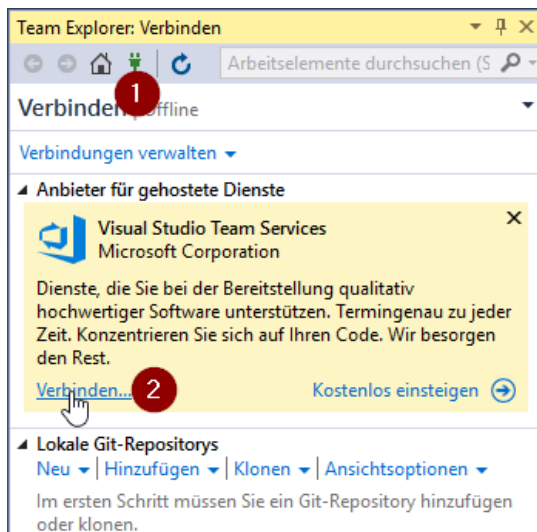 Team Explorer: Verbinden
Arbeitselemente durchsuchen (S
1
Verbinden | Offline
Verbindungen verwalten
Anbieter für gehostete Dienste
Visual Studio Team Services
Microsoft Corporation
Dienste, die Sie bei der Bereitstellung qualitativ
hochwertiger Software unterstützen. Termingenau zu jeder
Zeit. Konzentrieren Sie sich auf Ihren Code. Wir besorgen
den Rest.
Verbinden... 2 Kostenlos einsteigen
Lokale Git-Repositorys
Neu | Hinzufügen | Klonen | Ansichtsoptionen
Im ersten Schritt müssen Sie ein Git-Repository hinzufügen
oder klonen.